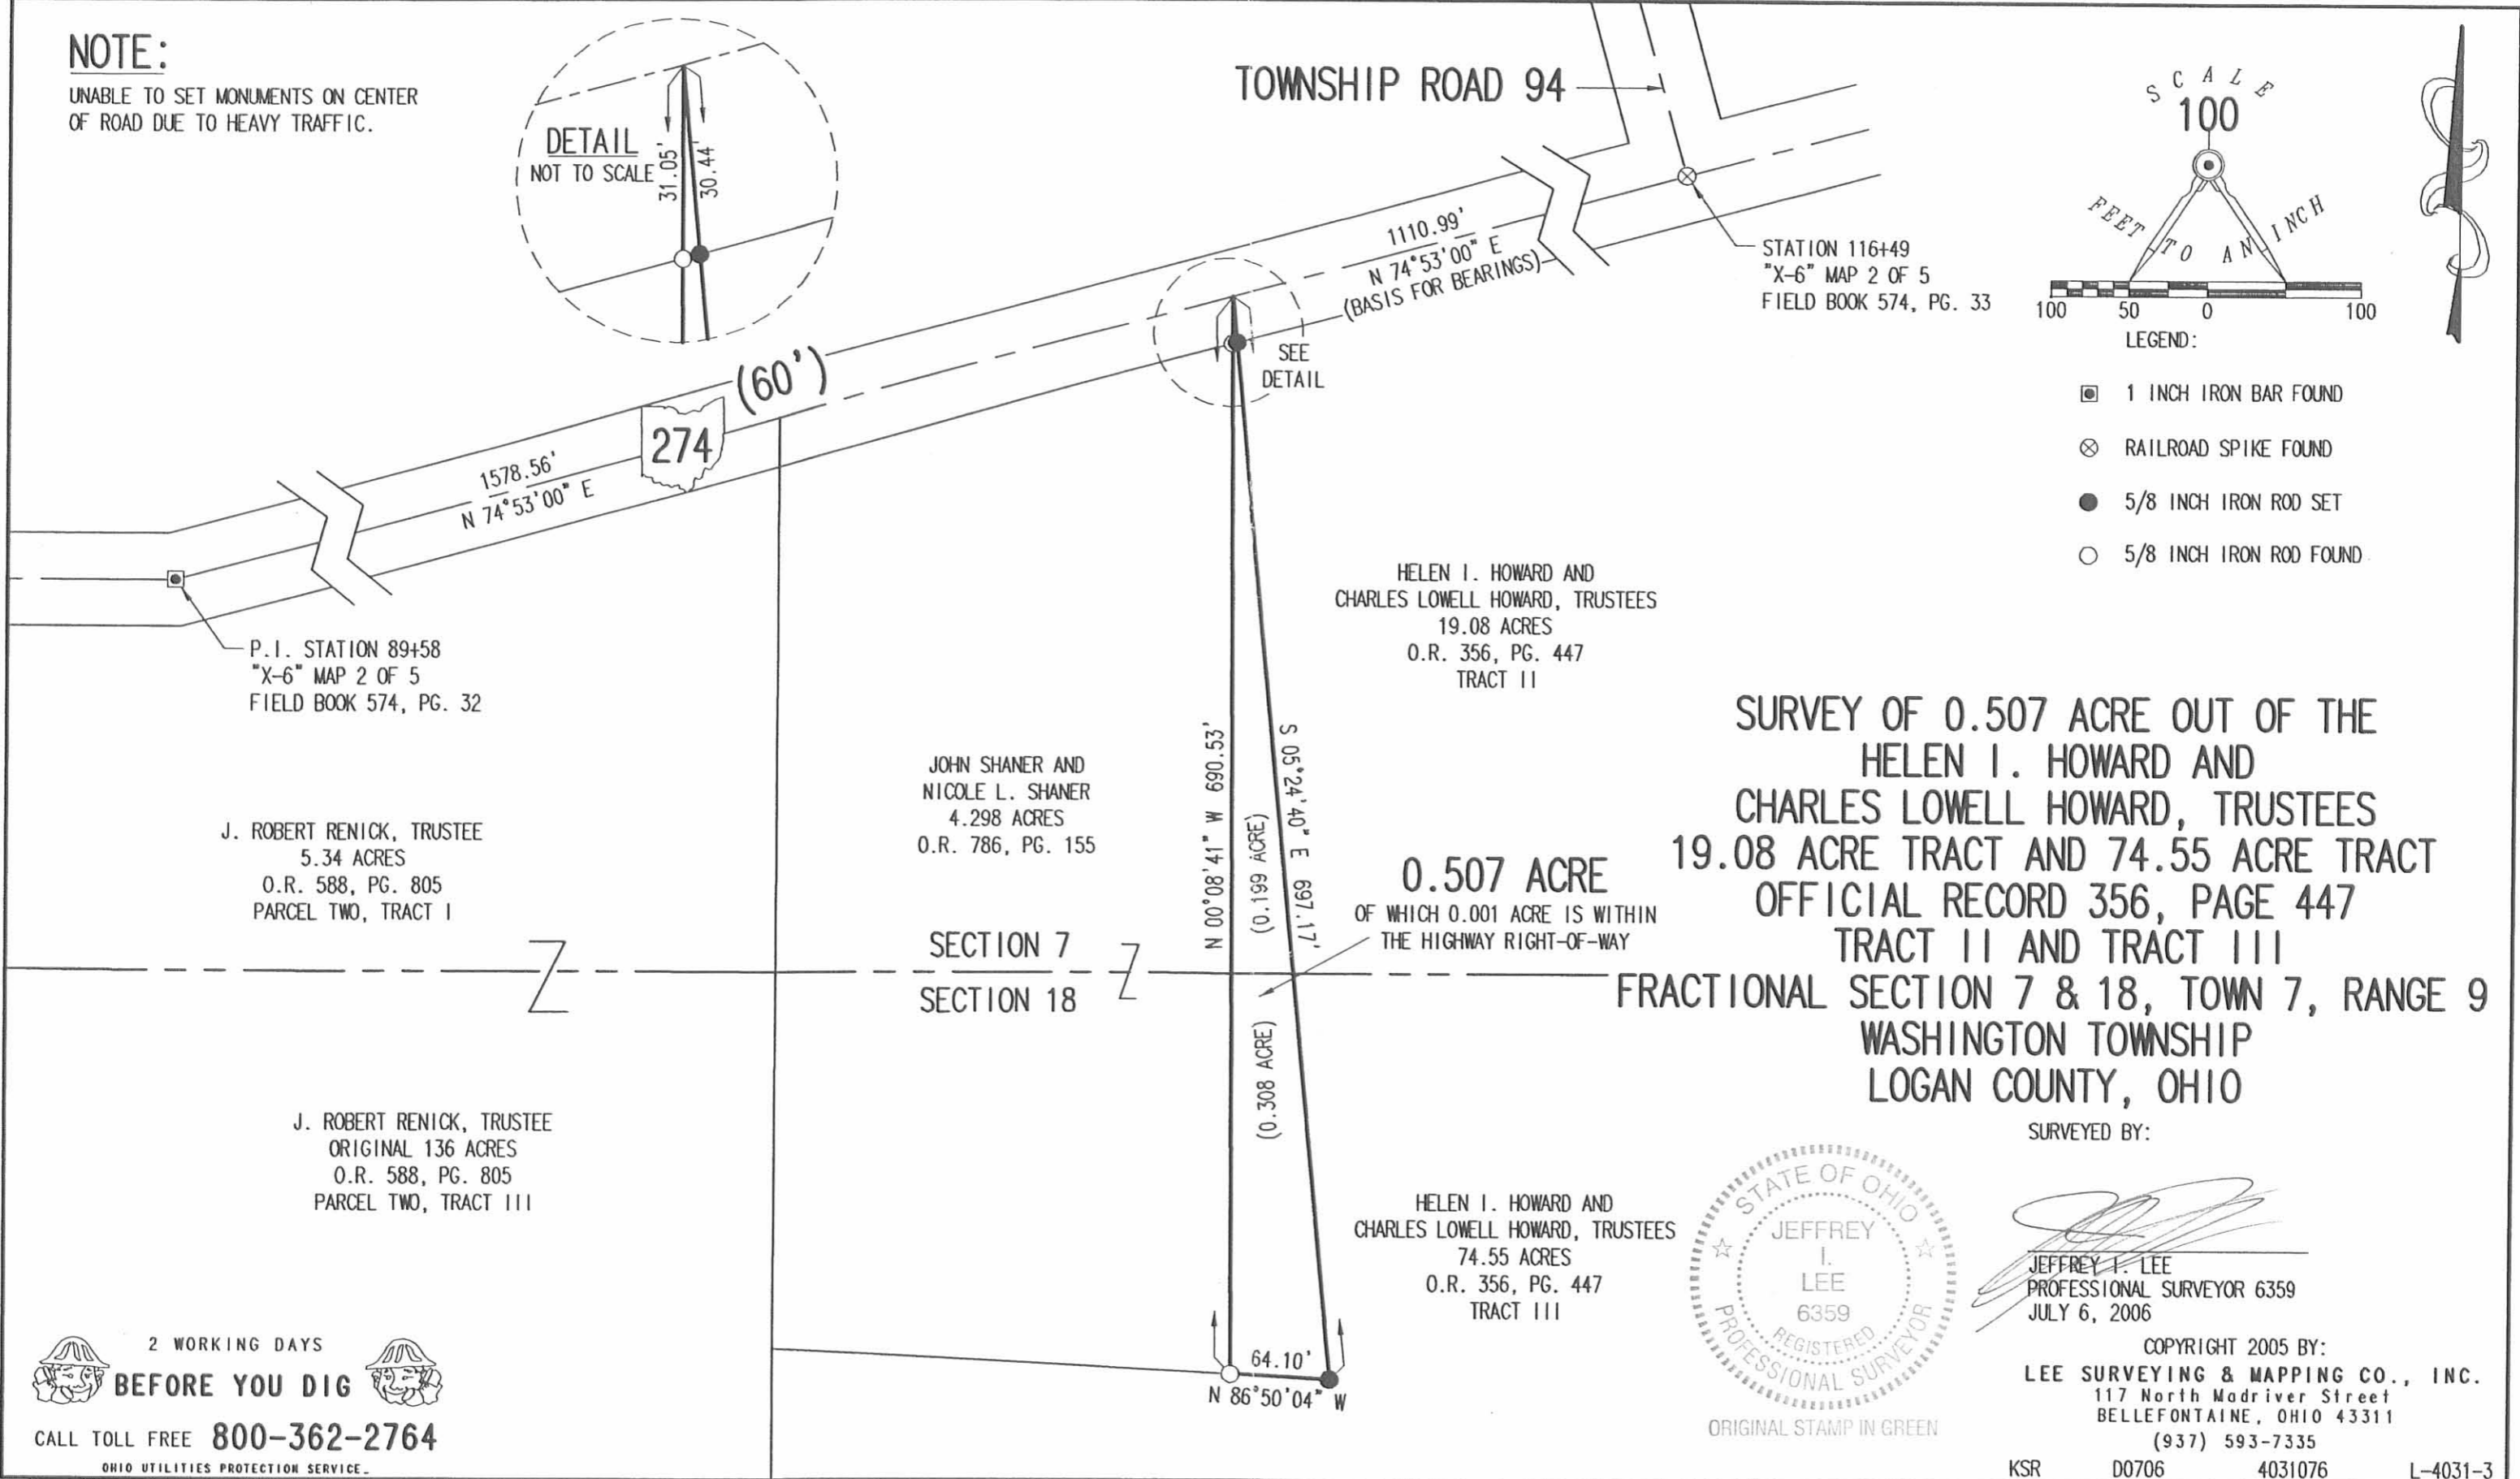 NOTE:
UNABLE TO SET MONUMENTS ON CENTER
OF ROAD DUE TO HEAVY TRAFFIC.
DETAIL
NOT TO SCALE
31.05'
30.44'
TOWNSHIP ROAD 94
SCALE
100
FEET TO AN INCH
100 50 0 100
LEGEND:
1 INCH IRON BAR FOUND
RAILROAD SPIKE FOUND
5/8 INCH IRON ROD SET
5/8 INCH IRON ROD FOUND
1110.99'
N 74°53'00" E
(BASIS FOR BEARINGS)
STATION 116+49
"X-6" MAP 2 OF 5
FIELD BOOK 574, PG. 33
SEE
DETAIL
(60')
274
1578.56'
N 74°53'00" E
P.I. STATION 89+58
"X-6" MAP 2 OF 5
FIELD BOOK 574, PG. 32
HELEN I. HOWARD AND
CHARLES LOWELL HOWARD, TRUSTEES
19.08 ACRES
O.R. 356, PG. 447
TRACT II
JOHN SHANER AND
NICOLE L. SHANER
4.298 ACRES
O.R. 786, PG. 155
J. ROBERT RENICK, TRUSTEE
5.34 ACRES
O.R. 588, PG. 805
PARCEL TWO, TRACT I
N 00°08'41" W 690.53'
(0.199 ACRE)
S 05°24'40" E 697.17'
0.507 ACRE
OF WHICH 0.001 ACRE IS WITHIN
THE HIGHWAY RIGHT-OF-WAY
SECTION 7
SECTION 18
(0.308 ACRE)
J. ROBERT RENICK, TRUSTEE
ORIGINAL 136 ACRES
O.R. 588, PG. 805
PARCEL TWO, TRACT III
HELEN I. HOWARD AND
CHARLES LOWELL HOWARD, TRUSTEES
74.55 ACRES
O.R. 356, PG. 447
TRACT III
64.10'
N 86°50'04" W
SURVEY OF 0.507 ACRE OUT OF THE
HELEN I. HOWARD AND
CHARLES LOWELL HOWARD, TRUSTEES
19.08 ACRE TRACT AND 74.55 ACRE TRACT
OFFICIAL RECORD 356, PAGE 447
TRACT II AND TRACT III
FRACTIONAL SECTION 7 & 18, TOWN 7, RANGE 9
WASHINGTON TOWNSHIP
LOGAN COUNTY, OHIO
SURVEYED BY:
STATE OF OHIO
JEFFREY
I.
LEE
6359
REGISTERED
PROFESSIONAL SURVEYOR
ORIGINAL STAMP IN GREEN
JEFFREY I. LEE
PROFESSIONAL SURVEYOR 6359
JULY 6, 2006
COPYRIGHT 2005 BY:
LEE SURVEYING & MAPPING CO., INC.
117 North Madriver Street
BELLEFONTAINE, OHIO 43311
(937) 593-7335
KSR D0706 4031076 L-4031-3
2 WORKING DAYS
BEFORE YOU DIG
CALL TOLL FREE 800-362-2764
OHIO UTILITIES PROTECTION SERVICE